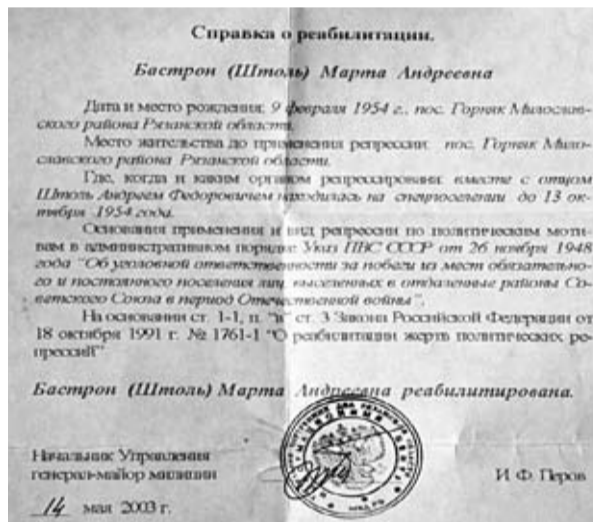 Справка о реабилитации.
Бастрон (Штоль) Марта Андреевна
Дата и место рождения: 9 февраля 1954 г., пос. Горняк Милослав-
ского района Рязанской области.
Место жительства до применения репрессии: пос. Горняк Мило-
славского района Рязанской области.
Где, когда и каким органом репрессирована: вместе с отцом
Штоль Андреем Федоровичем находилась на спецпоселении до 13 ок-
тября 1954 года.
Основания применения и вид репрессии по политическим моти-
вам в административном порядке: Указ ПВС СССР от 26 ноября 1948
года "Об уголовной ответственности за побеги из мест обязательно-
го и постоянного поселения лиц, выселенных в отдаленные районы Со-
ветского Союза в период Отечественной войны".
На основании ст. 1-1, п. "в" ст. 3 Закона Российской Федерации от
18 октября 1991 г. № 1761-1 "О реабилитации жертв политических ре-
прессий"
Бастрон (Штоль) Марта Андреевна реабилитирована.
Начальник Управления
генерал-майор милиции
И. Ф. Перов
14 мая 2003 г.